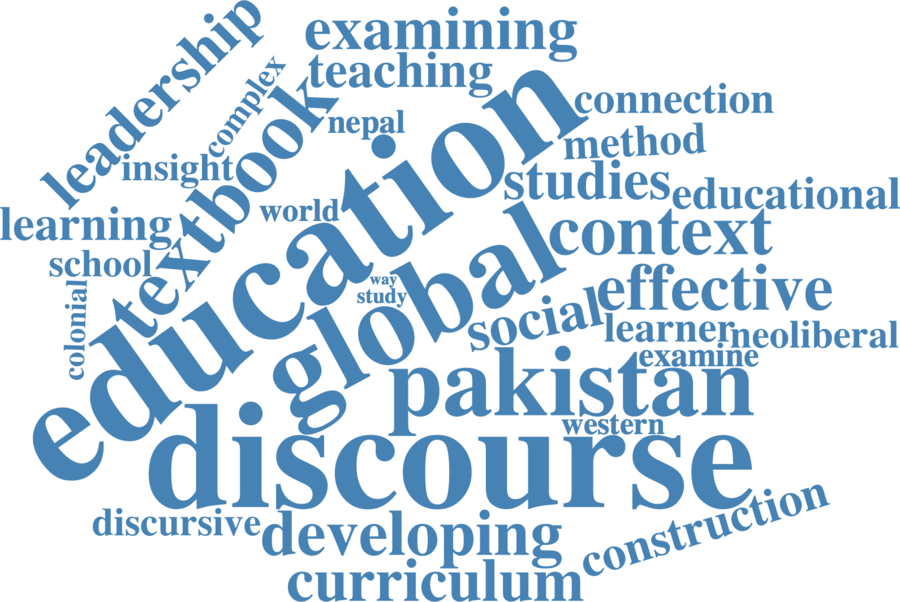 leadership
examining
complex
teaching
textbook
nepal
connection
method
insight
education
studies
educational
world
learning
context
school
global
way
study
colonial
effective
social
learner
neoliberal
examine
pakistan
western
discourse
discursive
developing
construction
curriculum